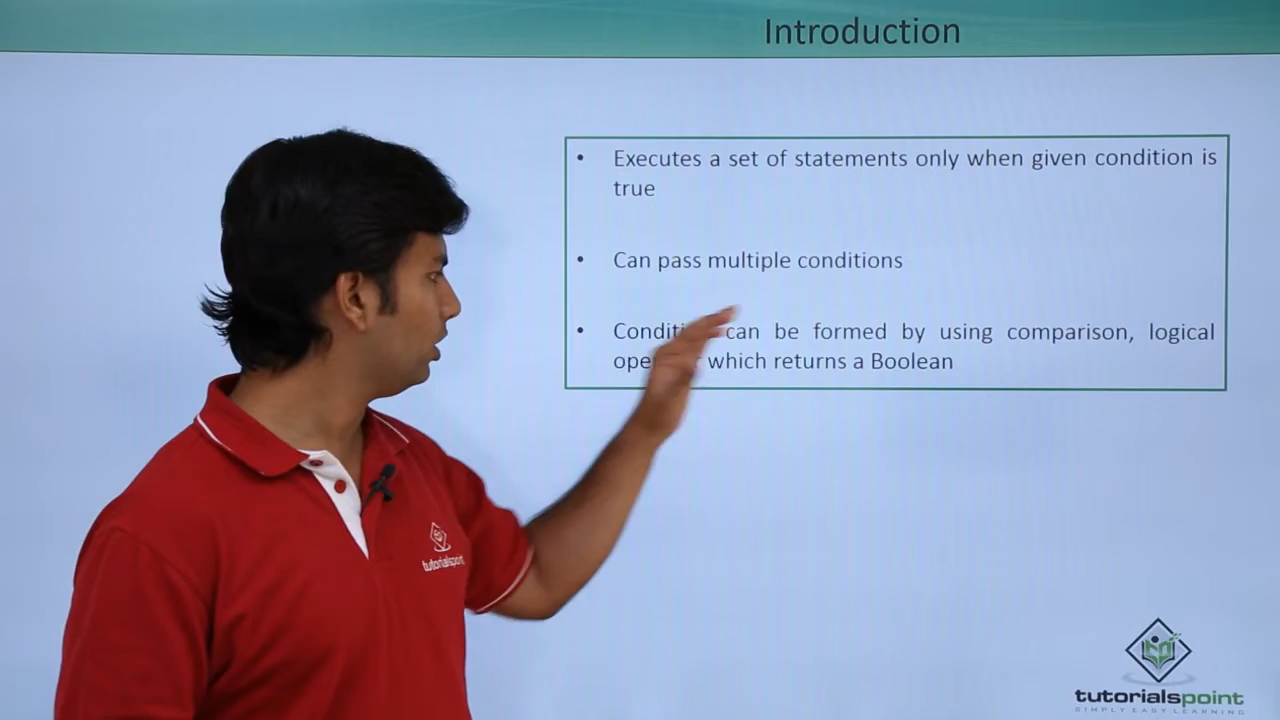 Introduction
• Executes a set of statements only when given condition is
true
• Can pass multiple conditions
• can be formed by using comparison, logical
which returns a Boolean
tutorialspoint
tutorialspoint
SIMPLY EASY LEARNING